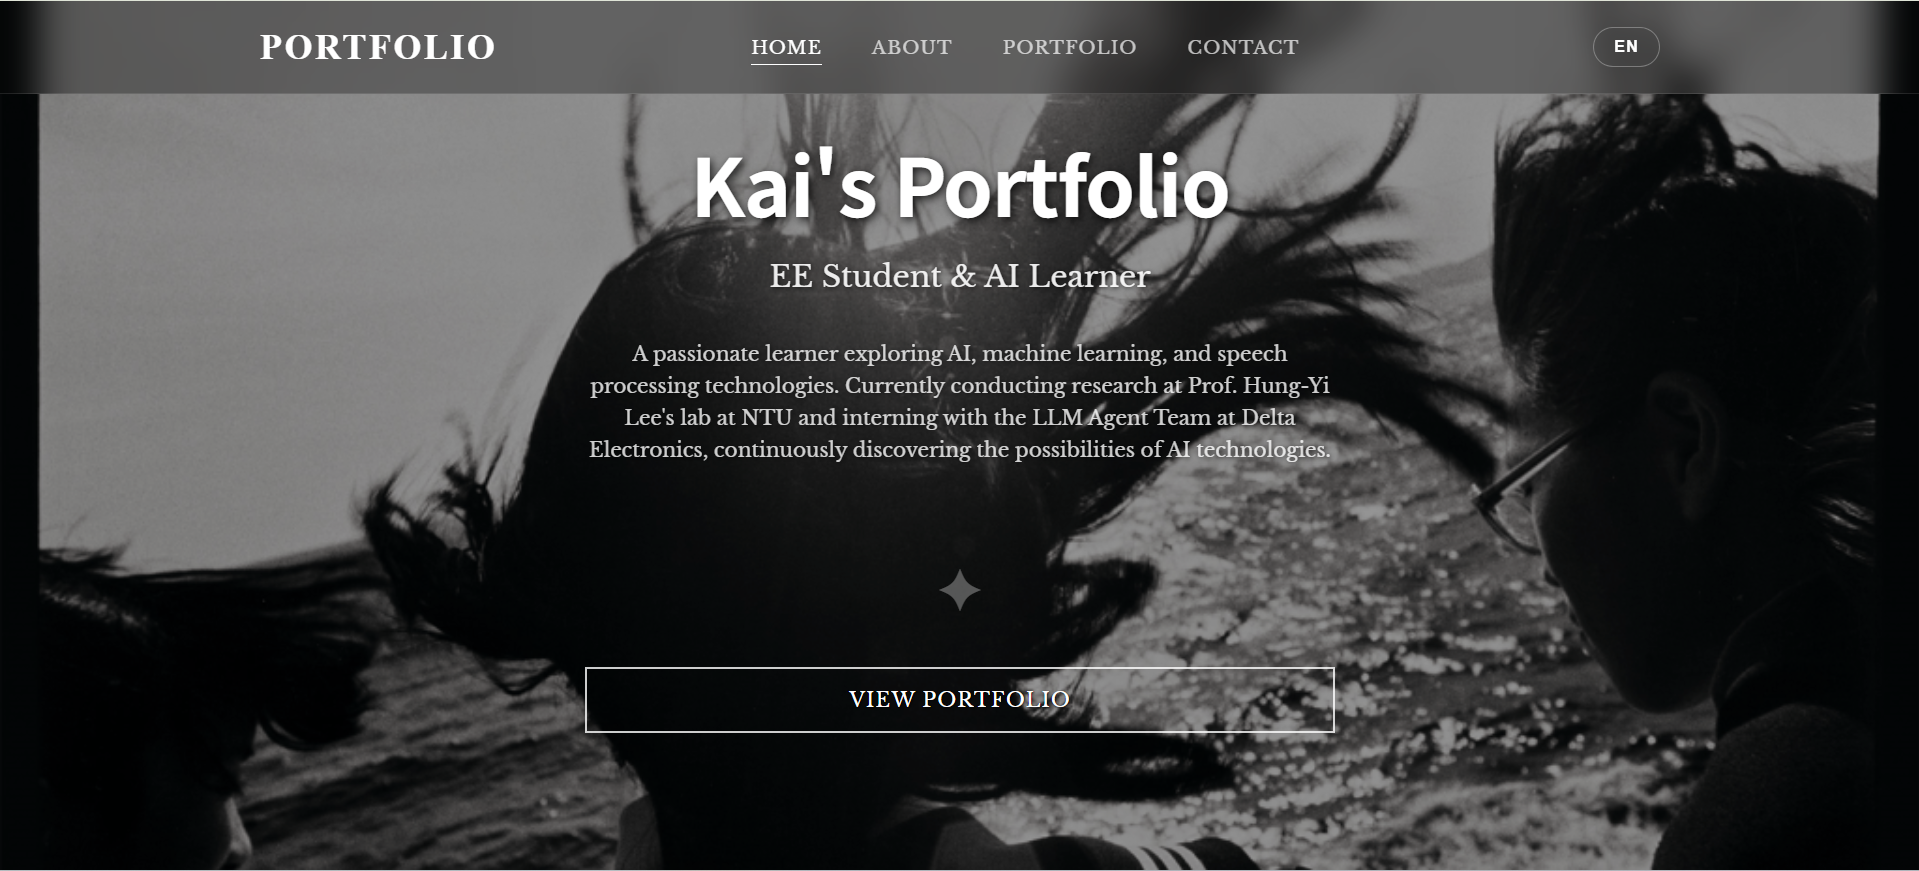 PORTFOLIO
HOME
ABOUT
PORTFOLIO
CONTACT
EN
Kai's Portfolio
EE Student & AI Learner
A passionate learner exploring AI, machine learning, and speech
processing technologies. Currently conducting research at Prof. Hung-Yi
Lee's lab at NTU and interning with the LLM Agent Team at Delta
Electronics, continuously discovering the possibilities of AI technologies.
VIEW PORTFOLIO